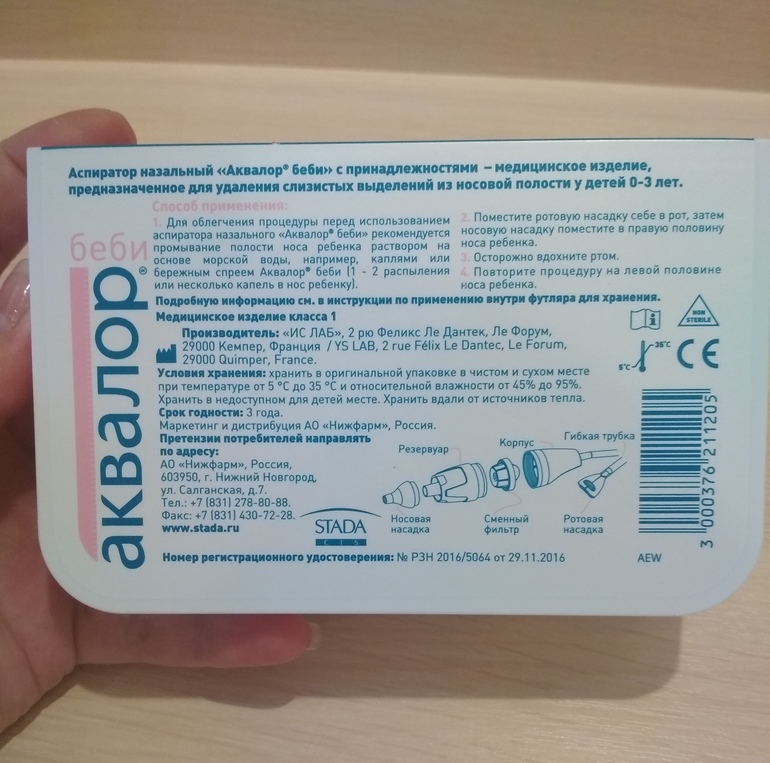 Аспиратор назальный «Аквалор® беби» с принадлежностями – медицинское изделие,
предназначенное для удаления слизистых выделений из носовой полости у детей 0-3 лет.
Способ применения:
1. Для облегчения процедуры перед использованием
аспиратора назального «Аквалор® беби» рекомендуется
промывание полости носа ребенка раствором на
основе морской воды, например, каплями или
бережным спреем Аквалор® беби (1 - 2 распыления
или несколько капель в нос ребенку).
2. Поместите ротовую насадку себе в рот, затем
носовую насадку поместите в правую половину
носа ребенка.
3. Осторожно вдохните ртом.
4. Повторите процедуру на левой половине
носа ребенка.
Подробную информацию см. в инструкции по применению внутри футляра для хранения.
беби
аквалор®
Медицинское изделие класса 1
Производитель: «ИС ЛАБ», 2 рю Феликс Ле Дантек, Ле Форум,
29000 Кемпер, Франция / YS LAB, 2 rue Félix Le Dantec, Le Forum,
29000 Quimper, France.
NON
STERILE
5°C
35°C
CE
Условия хранения: хранить в оригинальной упаковке в чистом и сухом месте
при температуре от 5 °C до 35 °C и относительной влажности от 45% до 95%.
Хранить в недоступном для детей месте. Хранить вдали от источников тепла.
Срок годности: 3 года.
Маркетинг и дистрибуция АО «Нижфарм», Россия.
Претензии потребителей направлять
по адресу:
АО «Нижфарм», Россия,
603950, г. Нижний Новгород,
ул. Салганская, д.7.
Тел.: +7 (831) 278-80-88.
Факс: +7 (831) 430-72-28.
www.stada.ru
STADA
CIS
Резервуар
Корпус
Гибкая трубка
Носовая
насадка
Сменный
фильтр
Ротовая
насадка
3 000376 211205
Номер регистрационного удостоверения: № РЗН 2016/5064 от 29.11.2016
AEW